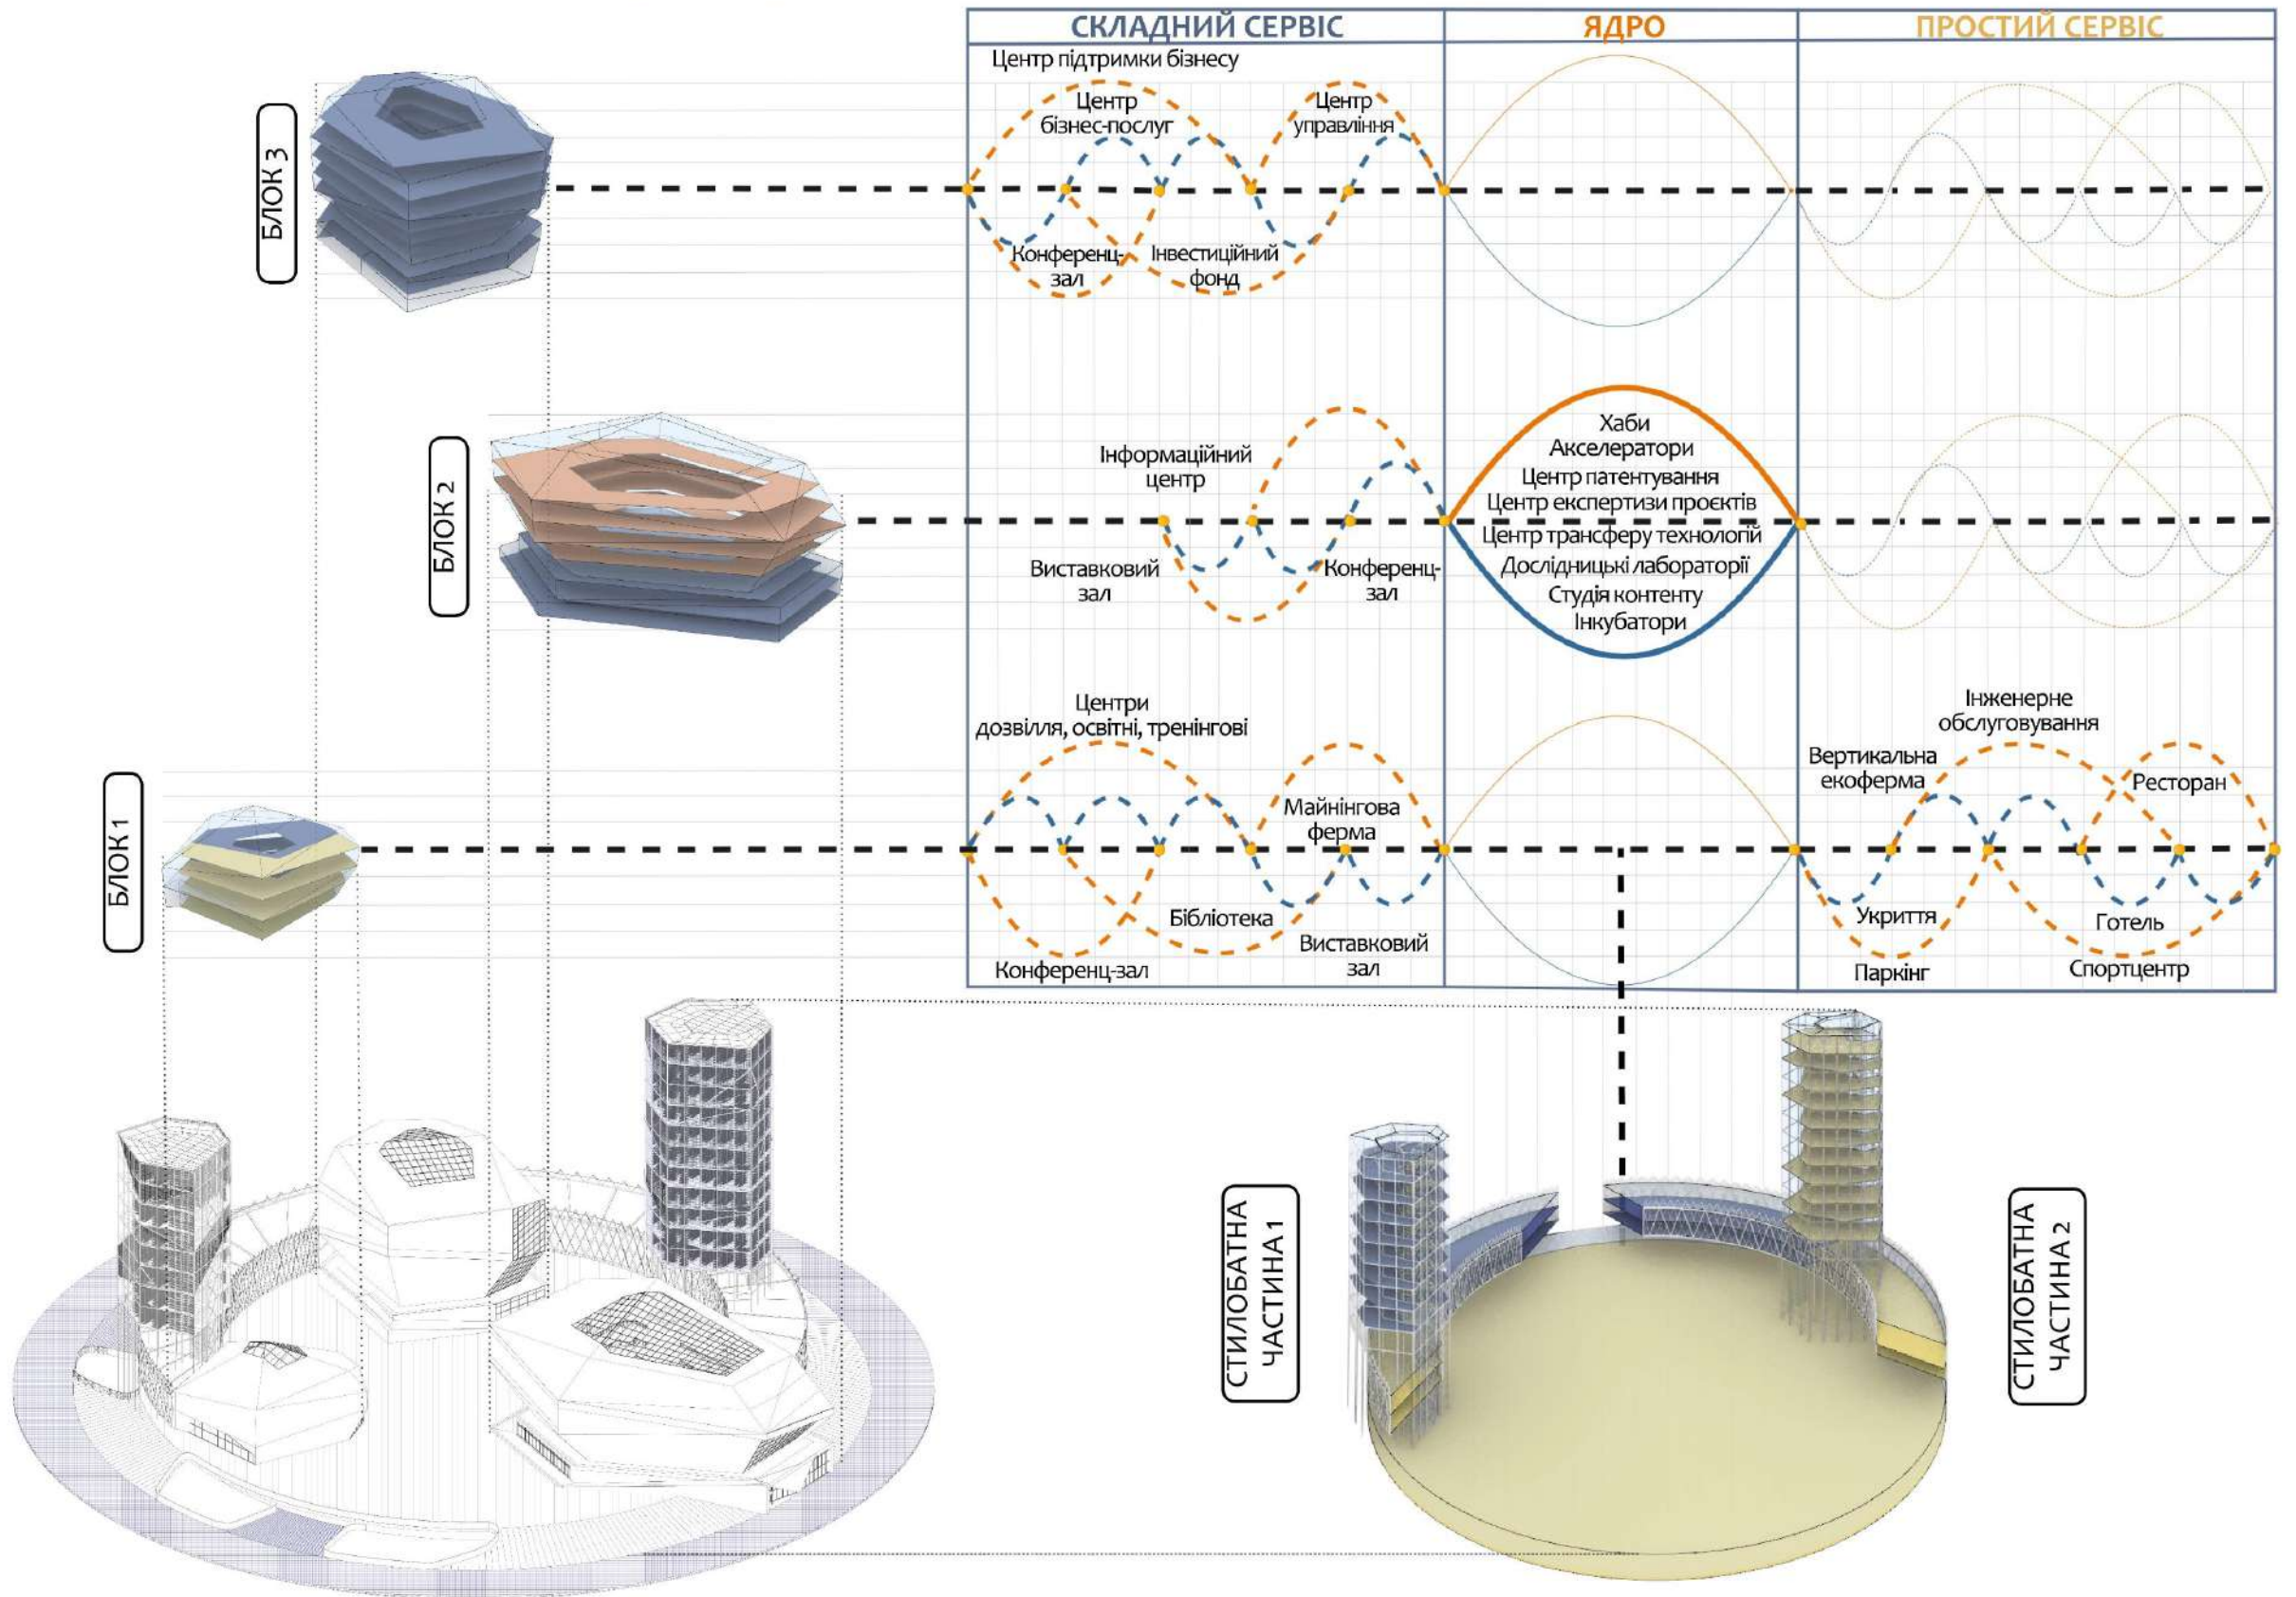 СКЛАДНИЙ СЕРВІС
ЯДРО
ПРОСТИЙ СЕРВІС
БЛОК 3
Центр підтримки бізнесу
Центр
бізнес-послуг
Центр
управління
Конференц-
зал
Інвестиційний
фонд
БЛОК 2
Інформаційний
центр
Виставковий
зал
Конференц-
зал
Хаби
Акселератори
Центр патентування
Центр експертизи проєктів
Центр трансферу технологій
Дослідницькі лабораторії
Студія контенту
Інкубатори
БЛОК 1
Центри
дозвілля, освітні, тренінгові
Майнінгова
ферма
Бібліотека
Виставковий
зал
Конференц-зал
Інженерне
обслуговування
Вертикальна
екоферма
Ресторан
Укриття
Готель
Паркінг
Спортцентр
СТИЛОБАТНА
ЧАСТИНА 1
СТИЛОБАТНА
ЧАСТИНА 2